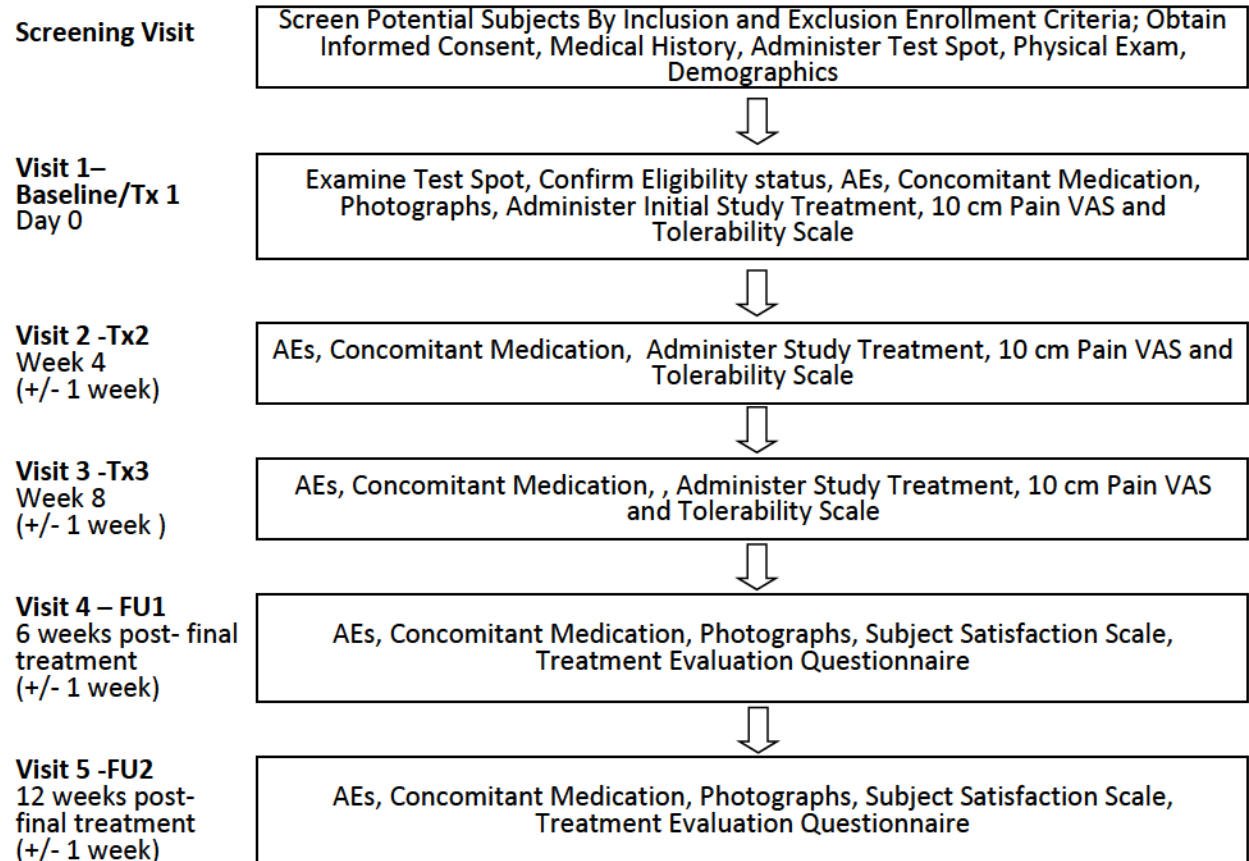 Screening Visit
Screen Potential Subjects By Inclusion and Exclusion Enrollment Criteria; Obtain
Informed Consent, Medical History, Administer Test Spot, Physical Exam,
Demographics
Visit 1–
Baseline/Tx 1
Day 0
Examine Test Spot, Confirm Eligibility status, AEs, Concomitant Medication,
Photographs, Administer Initial Study Treatment, 10 cm Pain VAS and
Tolerability Scale
Visit 2 -Tx2
Week 4
(+/- 1 week)
AEs, Concomitant Medication,  Administer Study Treatment, 10 cm Pain VAS and
Tolerability Scale
Visit 3 -Tx3
Week 8
(+/- 1 week )
AEs, Concomitant Medication, , Administer Study Treatment, 10 cm Pain VAS
and Tolerability Scale
Visit 4 – FU1
6 weeks post- final
treatment
(+/- 1 week)
AEs, Concomitant Medication, Photographs, Subject Satisfaction Scale,
Treatment Evaluation Questionnaire
Visit 5 -FU2
12 weeks post-
final treatment
(+/- 1 week)
AEs, Concomitant Medication, Photographs, Subject Satisfaction Scale,
Treatment Evaluation Questionnaire